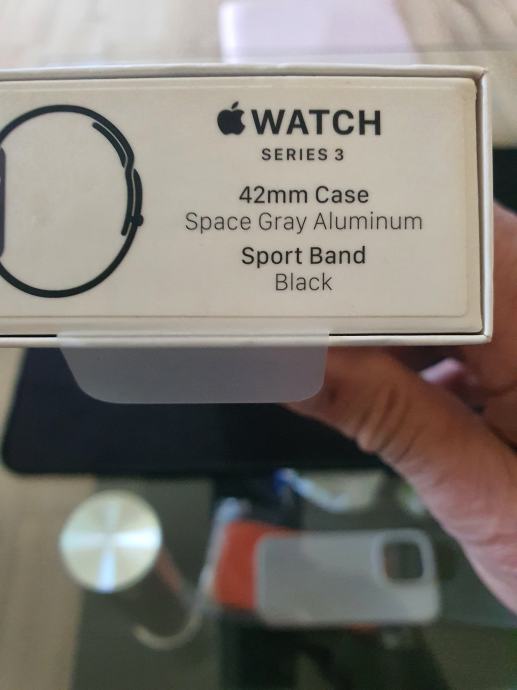 WATCH
SERIES 3
42mm Case
Space Gray Aluminum
Sport Band
Black